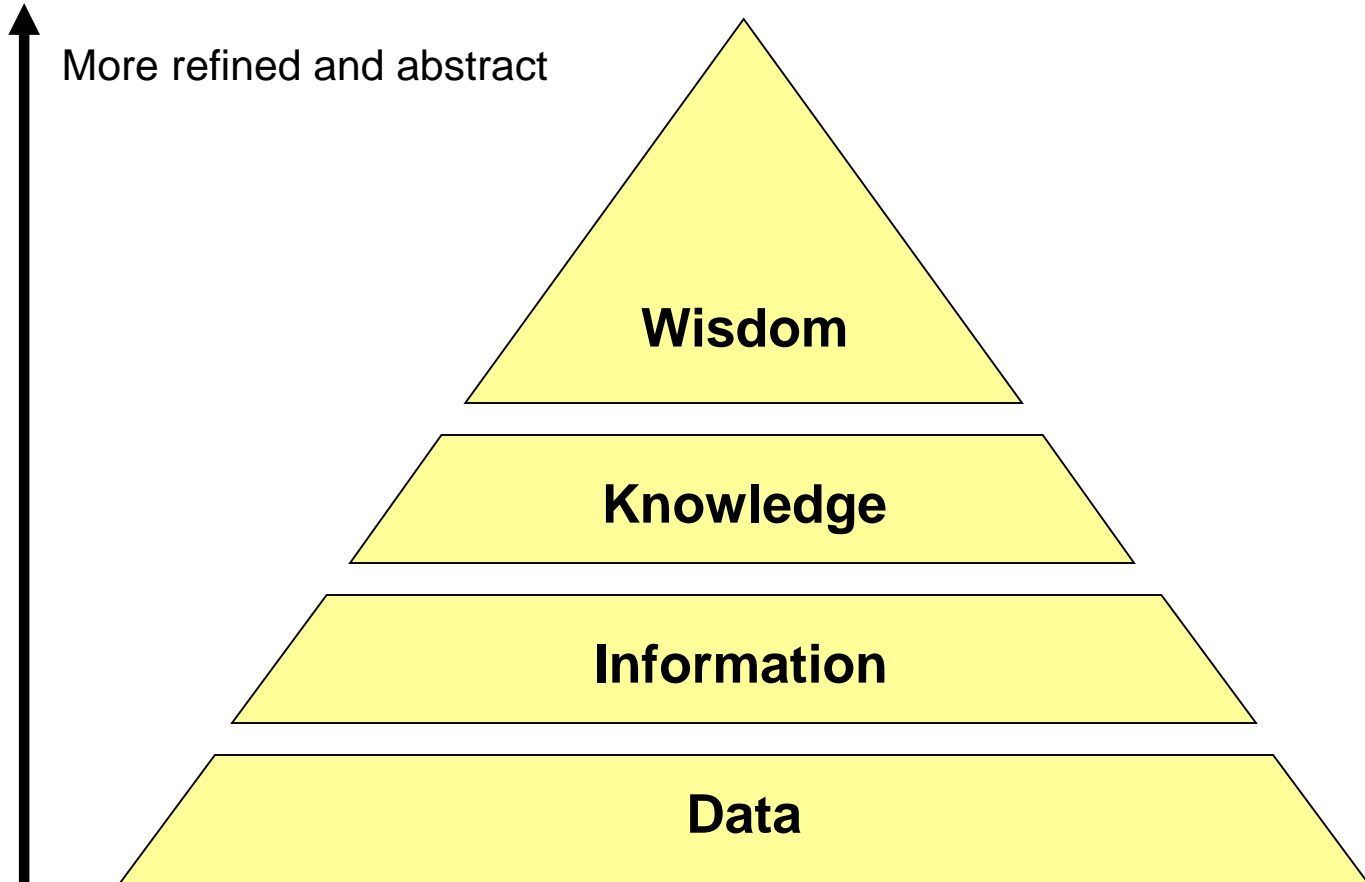 More refined and abstract
Wisdom
Knowledge
Information
Data